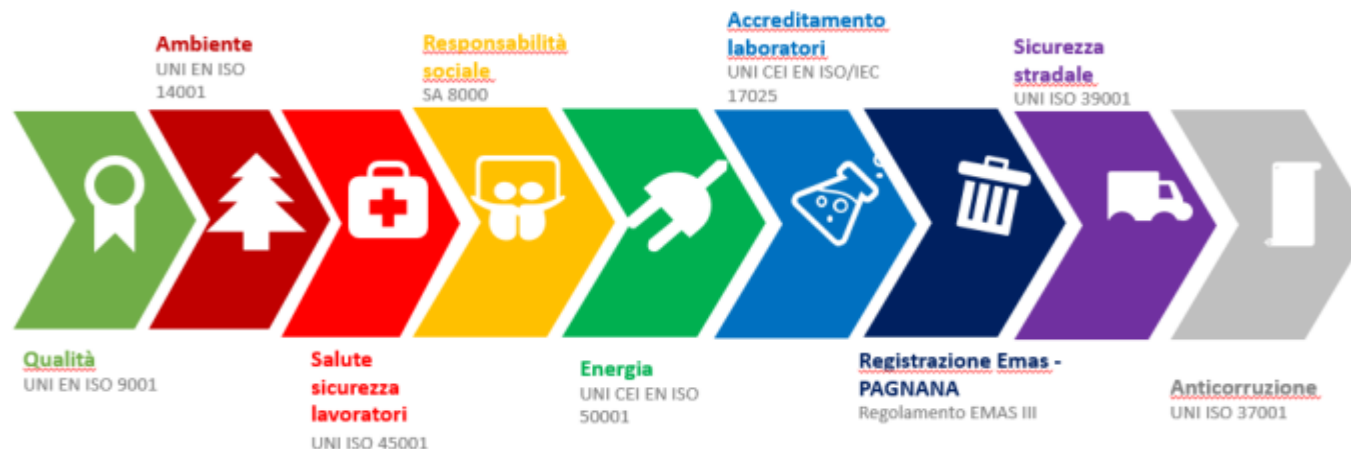 Qualità
UNI EN ISO 9001
Ambiente
UNI EN ISO
14001
Salute
sicurezza
lavoratori
UNI ISO 45001
Responsabilità
sociale
SA 8000
Energia
UNI CEI EN ISO
50001
Accreditamento
laboratori
UNI CEI EN ISO/IEC
17025
Registrazione Emas -
PAGNANA
Regolamento EMAS III
Sicurezza
stradale
UNI ISO 39001
Anticorruzione
UNI ISO 37001